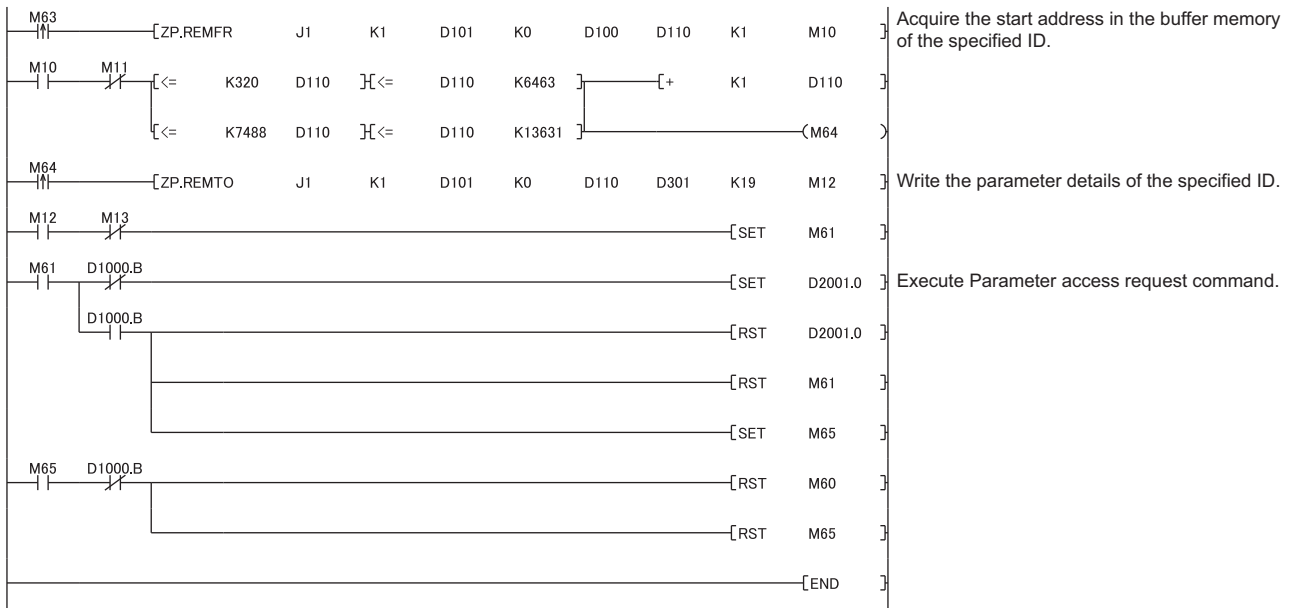 M63
ZP.REMFR J1 K1 D101 K0 D100 D110 K1 M10
Acquire the start address in the buffer memory
of the specified ID.
M10 M11
<= K320 D110 <= D110 K6463 + K1 D110
<= K7488 D110 <= D110 K13631 M64
M64
ZP.REMTO J1 K1 D101 K0 D110 D301 K19 M12
Write the parameter details of the specified ID.
M12 M13
SET M61
M61 D1000.B
SET D2001.0
Execute Parameter access request command.
D1000.B
RST D2001.0
RST M61
SET M65
M65 D1000.B
RST M60
RST M65
END